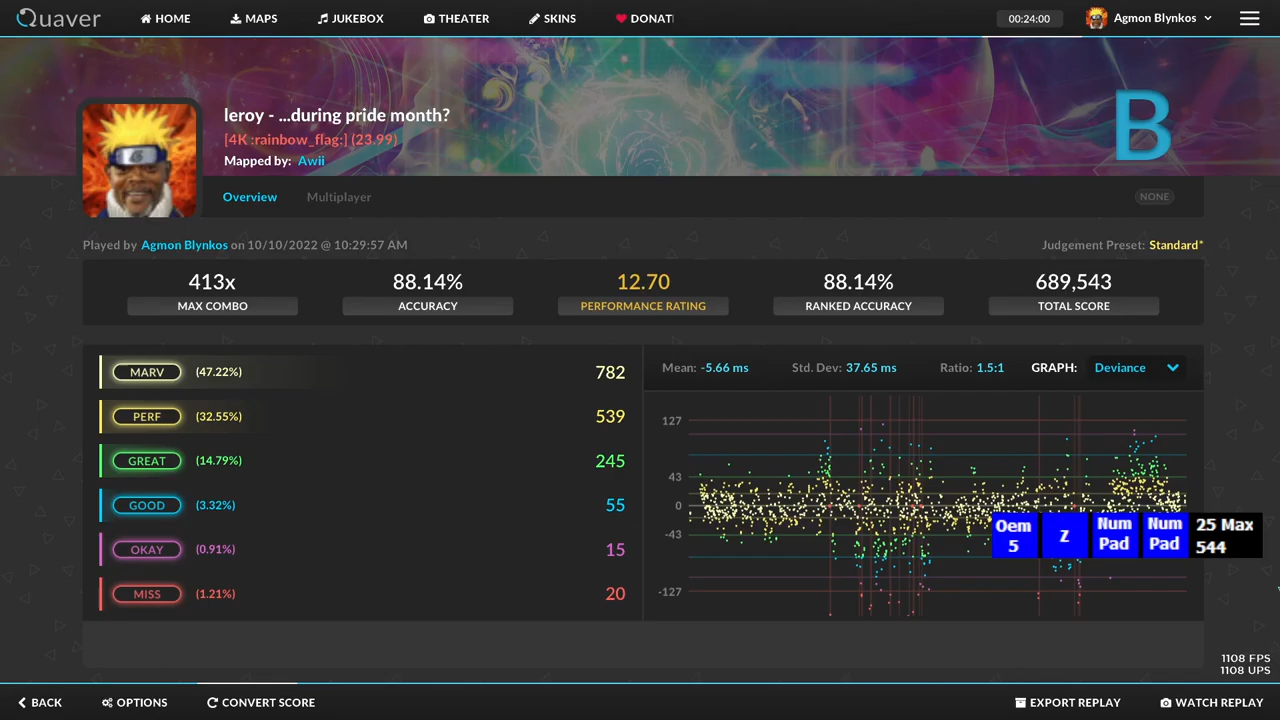 Quaver HOME MAPS JUKEBOX THEATER SKINS DONAT 00:24:00 Agmon Blynkos
leroy - ...during pride month?
[4K :rainbow_flag:] (23.99)
Mapped by: Awii
B
Overview Multiplayer NONE
Played by Agmon Blynkos on 10/10/2022 @ 10:29:57 AM Judgement Preset: Standard*
413x 88.14% 12.70 88.14% 689,543
MAX COMBO ACCURACY PERFORMANCE RATING RANKED ACCURACY TOTAL SCORE
MARV (47.22%) 782
PERF (32.55%) 539
GREAT (14.79%) 245
GOOD (3.32%) 55
OKAY (0.91%) 15
MISS (1.21%) 20
Mean: -5.66 ms Std. Dev: 37.65 ms Ratio: 1.5:1 GRAPH: Deviance
127
43
0
-43
-127
Oem
5
Z
Num
Pad
Num
Pad
25 Max
544
1108 FPS
1108 UPS
BACK OPTIONS CONVERT SCORE EXPORT REPLAY WATCH REPLAY